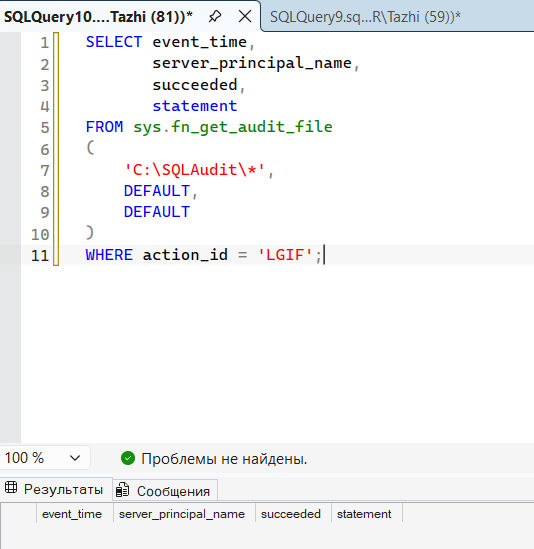 SQLQuery10....Tazhi (81))* SQLQuery9.sq...R\Tazhi (59))*
1 SELECT event_time,
2 server_principal_name,
3 succeeded,
4 statement
5 FROM sys.fn_get_audit_file
6 (
7 'C:\SQLAudit\*',
8 DEFAULT,
9 DEFAULT
10 )
11 WHERE action_id = 'LGIF';
100 % Проблемы не найдены.
Результаты Сообщения
event_time server_principal_name succeeded statement